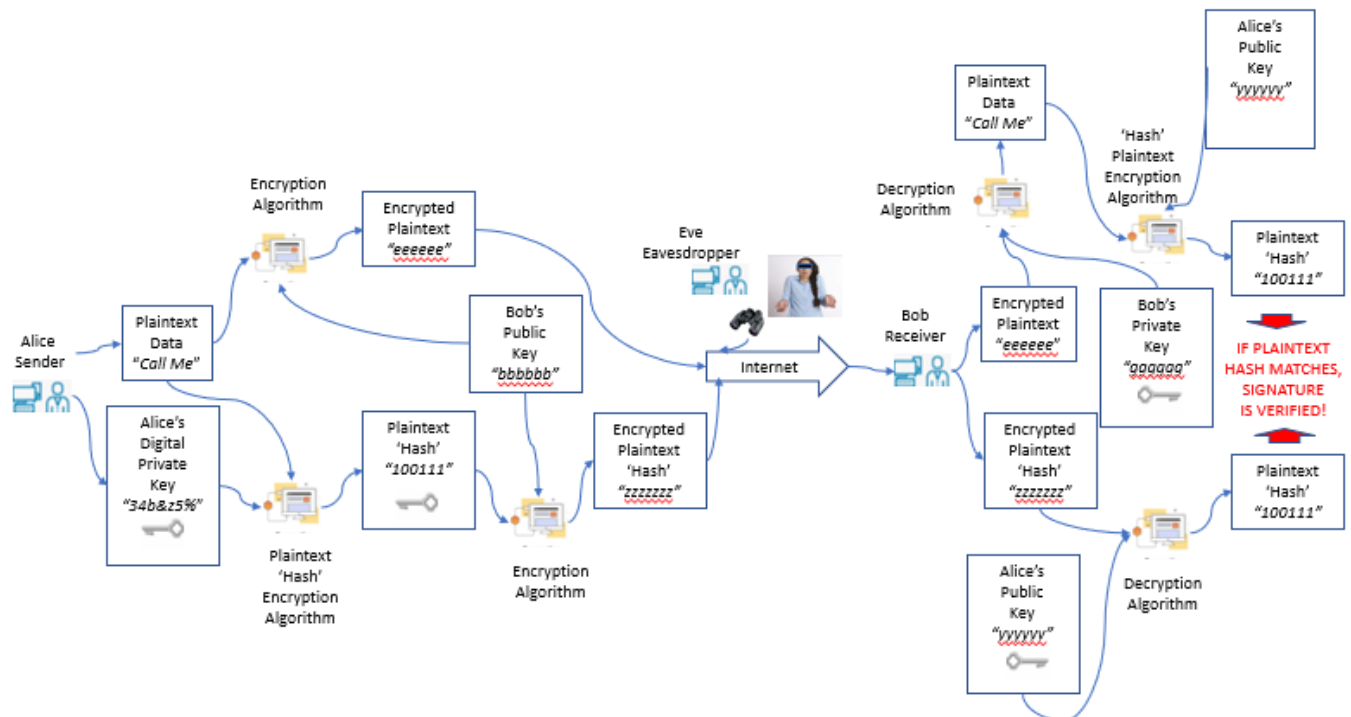 Alice
Sender
Plaintext
Data
“Call Me”
Alice’s
Digital
Private
Key
“34b&z5%”
Encryption
Algorithm
Encrypted
Plaintext
“eeeeee”
Plaintext
‘Hash’
Encryption
Algorithm
Plaintext
‘Hash’
“100111”
Bob’s
Public
Key
“bbbbbb”
Encryption
Algorithm
Encrypted
Plaintext
‘Hash’
“zzzzzzz”
Eve
Eavesdropper
Internet
Bob
Receiver
Encrypted
Plaintext
“eeeeee”
Encrypted
Plaintext
‘Hash’
“zzzzzzz”
Decryption
Algorithm
Plaintext
Data
“Call Me”
Bob’s
Private
Key
“qqqqqq”
Alice’s
Public
Key
“yyyyyy”
‘Hash’
Plaintext
Encryption
Algorithm
Plaintext
‘Hash’
“100111”
IF PLAINTEXT
HASH MATCHES,
SIGNATURE
IS VERIFIED!
Plaintext
‘Hash’
“100111”
Decryption
Algorithm
Alice’s
Public
Key
“yyyyyy”